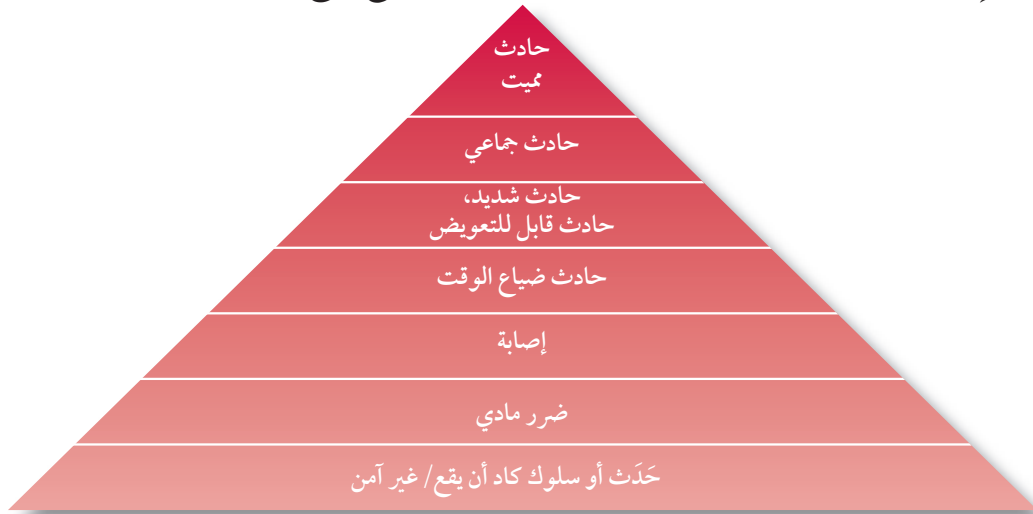 حادث
مميت
حادث جماعي
حادث شديد،
حادث قابل للتعويض
حادث ضياع الوقت
إصابة
ضرر مادي
حَدَث أو سلوك كاد أن يقع/ غير آمن